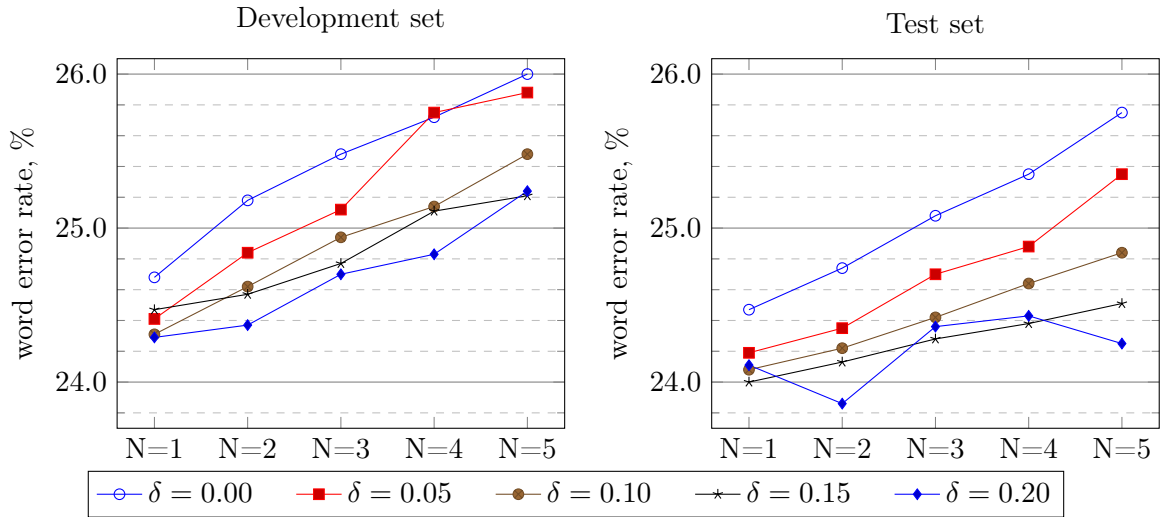 Development set
word error rate, %
26.0
25.0
24.0
N=1 N=2 N=3 N=4 N=5
Test set
word error rate, %
26.0
25.0
24.0
N=1 N=2 N=3 N=4 N=5
δ = 0.00 δ = 0.05 δ = 0.10 δ = 0.15 δ = 0.20